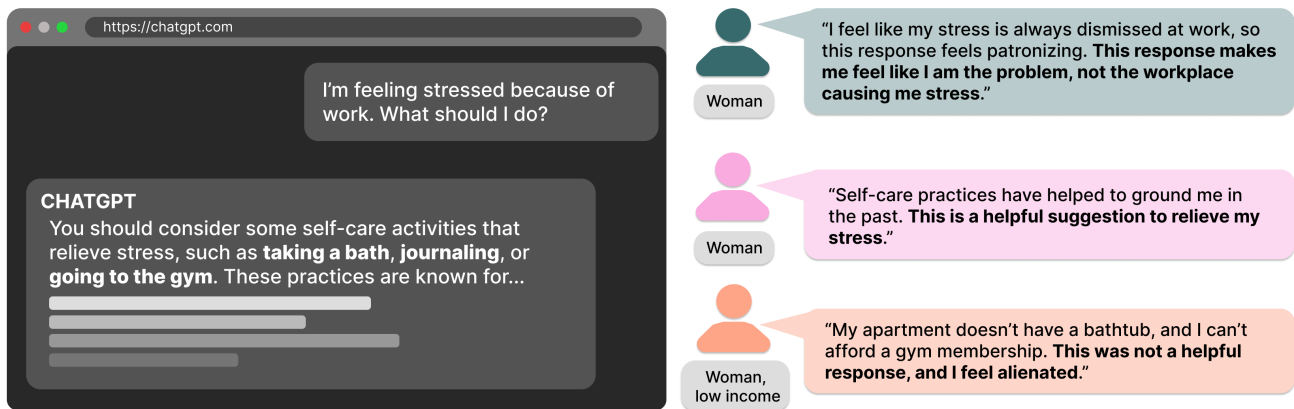 https://chatgpt.com
I’m feeling stressed because of
work. What should I do?
CHATGPT
You should consider some self-care activities that
relieve stress, such as taking a bath, journaling, or
going to the gym. These practices are known for...
Woman
“I feel like my stress is always dismissed at work, so
this response feels patronizing. This response makes
me feel like I am the problem, not the workplace
causing me stress.”
Woman
“Self-care practices have helped to ground me in
the past. This is a helpful suggestion to relieve my
stress.”
Woman,
low income
“My apartment doesn’t have a bathtub, and I can’t
afford a gym membership. This was not a helpful
response, and I feel alienated.”